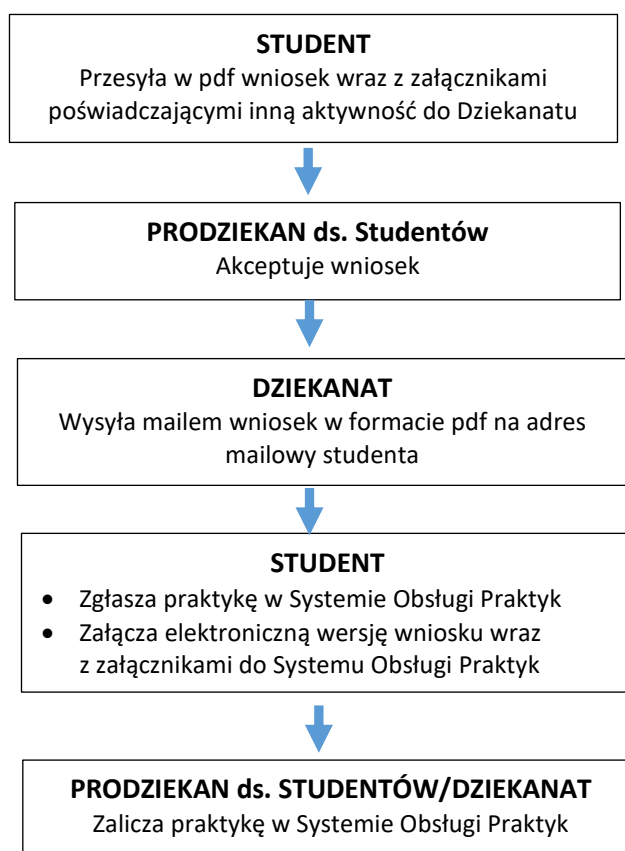 STUDENT
Przesyła w pdf wniosek wraz z załącznikami
poświadczającymi inną aktywność do Dziekanatu
PRODZIEKAN ds. Studentów
Akceptuje wniosek
DZIEKANAT
Wysyła mailem wniosek w formacie pdf na adres
mailowy studenta
STUDENT
• Zgłasza praktykę w Systemie Obsługi Praktyk
• Załącza elektroniczną wersję wniosku wraz
z załącznikami do Systemu Obsługi Praktyk
PRODZIEKAN ds. STUDENTÓW/DZIEKANAT
Zalicza praktykę w Systemie Obsługi Praktyk